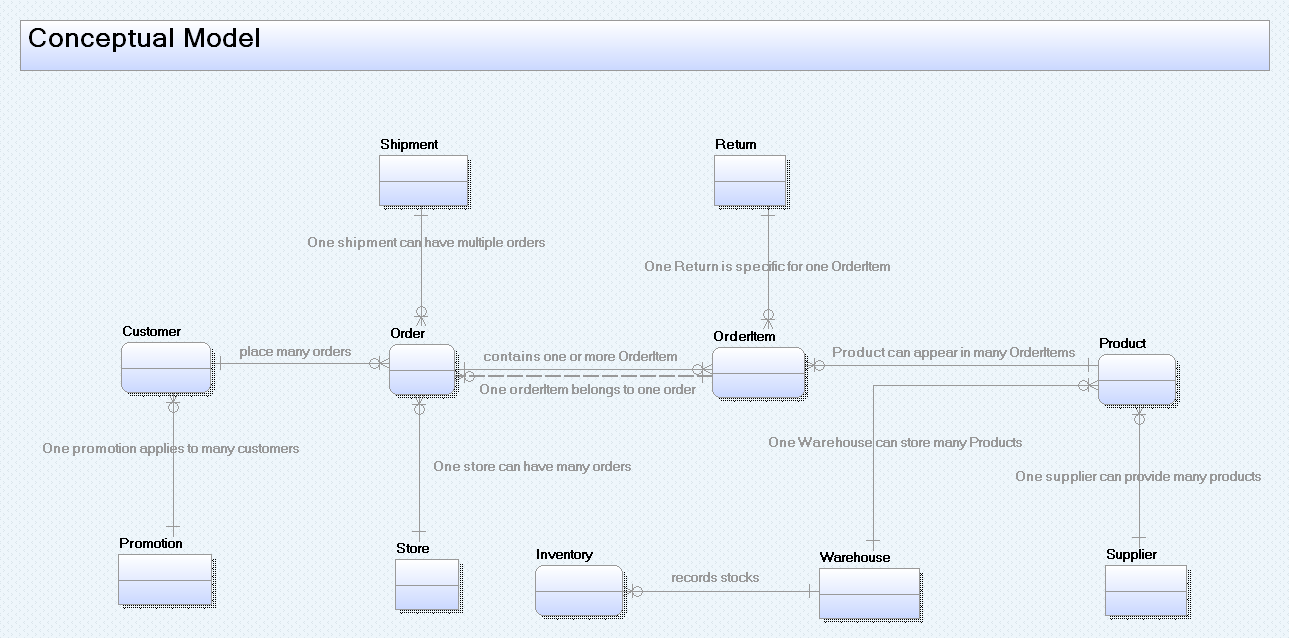 Conceptual Model
Shipment
Return
One shipment can have multiple orders
One Return is specific for one OrderItem
Customer
Order
OrderItem
Product
place many orders
contains one or more OrderItem
Product can appear in many OrderItems
One orderItem belongs to one order
One promotion applies to many customers
One store can have many orders
One Warehouse can store many Products
One supplier can provide many products
Promotion
Store
Inventory
Warehouse
Supplier
records stocks